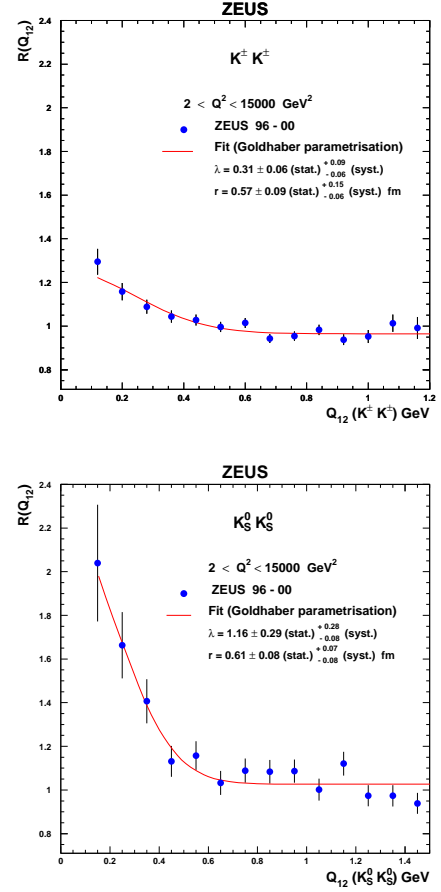 ZEUS
R(Q12)
K± K±
2 < Q2 < 15000 GeV2
ZEUS 96 - 00
Fit (Goldhaber parametrisation)
λ = 0.31 ± 0.06 (stat.) + 0.09 - 0.06 (syst.)
r = 0.57 ± 0.09 (stat.) + 0.15 - 0.06 (syst.) fm
2.4
2.2
2
1.8
1.6
1.4
1.2
1
0.8
0 0.2 0.4 0.6 0.8 1 1.2
Q12 (K± K±) GeV
ZEUS
R(Q12)
K0S K0S
2 < Q2 < 15000 GeV2
ZEUS 96 - 00
Fit (Goldhaber parametrisation)
λ = 1.16 ± 0.29 (stat.) + 0.28 - 0.08 (syst.)
r = 0.61 ± 0.08 (stat.) + 0.07 - 0.08 (syst.) fm
2.4
2.2
2
1.8
1.6
1.4
1.2
1
0.8
0 0.2 0.4 0.6 0.8 1 1.2 1.4
Q12 (K0S K0S) GeV